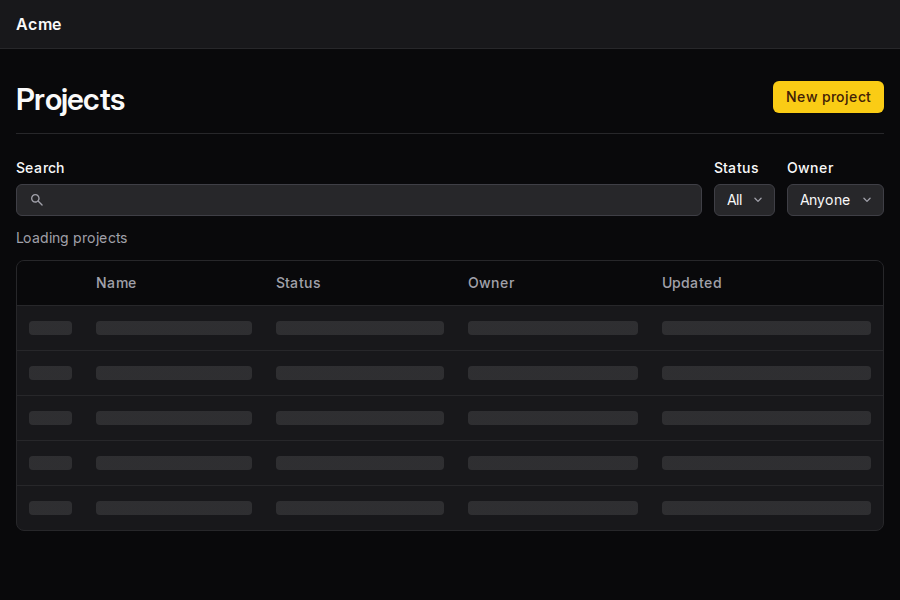 Acme
Projects
New project
Search
Status
Owner
All
Anyone
Loading projects
Name
Status
Owner
Updated